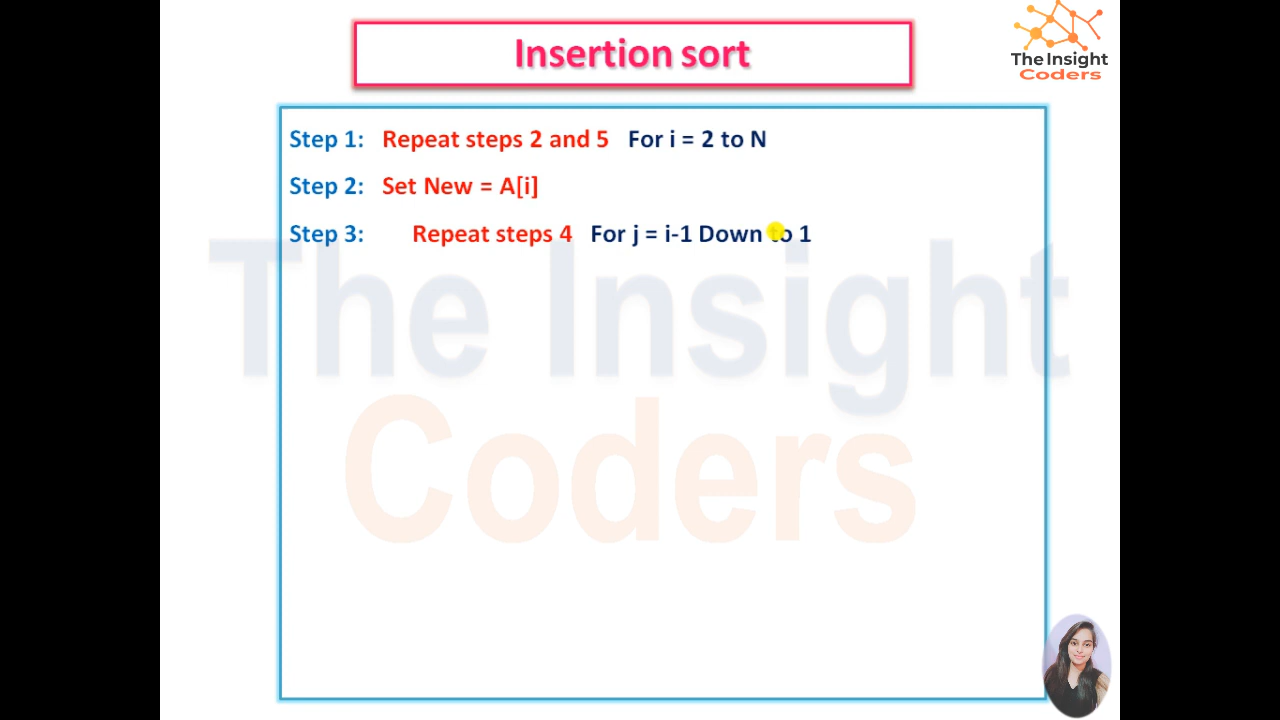 Insertion sort
The Insight
Coders
Step 1: Repeat steps 2 and 5 For i = 2 to N
Step 2: Set New = A[i]
Step 3: Repeat steps 4 For j = i-1 Down to 1
The Insight
Coders